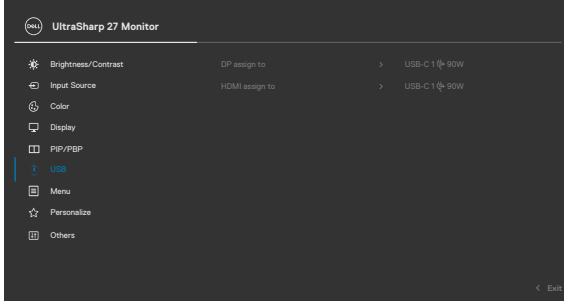 DELL UltraSharp 27 Monitor
Brightness/Contrast
DP assign to > USB-C 1 90W
Input Source
HDMI assign to > USB-C 1 90W
Color
Display
PIP/PBP
USB
Menu
Personalize
Others
< Exit